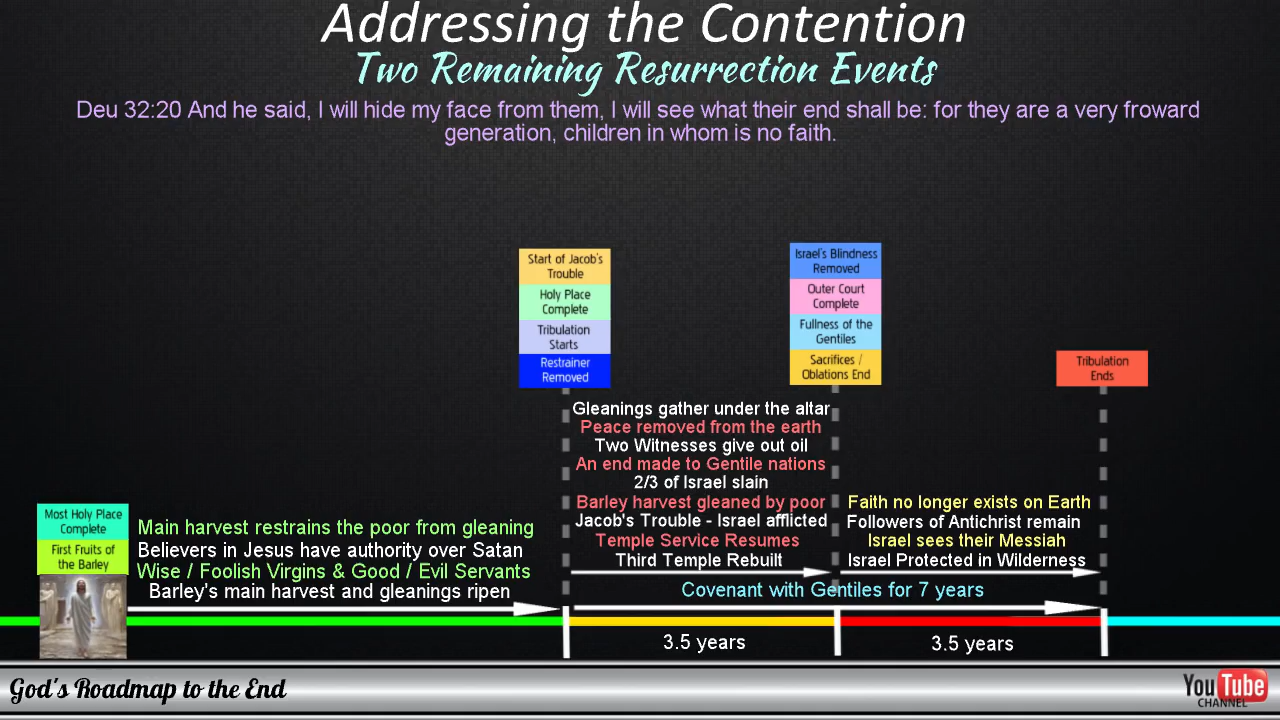 Addressing the Contention
Two Remaining Resurrection Events
Deu 32:20 And he said, I will hide my face from them, I will see what their end shall be: for they are a very froward
generation, children in whom is no faith.
Start of Jacob's
Trouble
Holy Place
Complete
Tribulation
Starts
Restrainer
Removed
Israel's Blindness
Removed
Outer Court
Complete
Fullness of the
Gentiles
Sacrifices /
Oblations End
Tribulation
Ends
Gleanings gather under the altar
Peace removed from the earth
Two Witnesses give out oil
An end made to Gentile nations
2/3 of Israel slain
Barley harvest gleaned by poor
Jacob's Trouble - Israel afflicted
Temple Service Resumes
Third Temple Rebuilt
Faith no longer exists on Earth
Followers of Antichrist remain
Israel sees their Messiah
Israel Protected in Wilderness
Most Holy Place
Complete
First Fruits of
the Barley
Main harvest restrains the poor from gleaning
Believers in Jesus have authority over Satan
Wise / Foolish Virgins & Good / Evil Servants
Barley's main harvest and gleanings ripen
Covenant with Gentiles for 7 years
3.5 years
3.5 years
God's Roadmap to the End
YouTube
CHANNEL